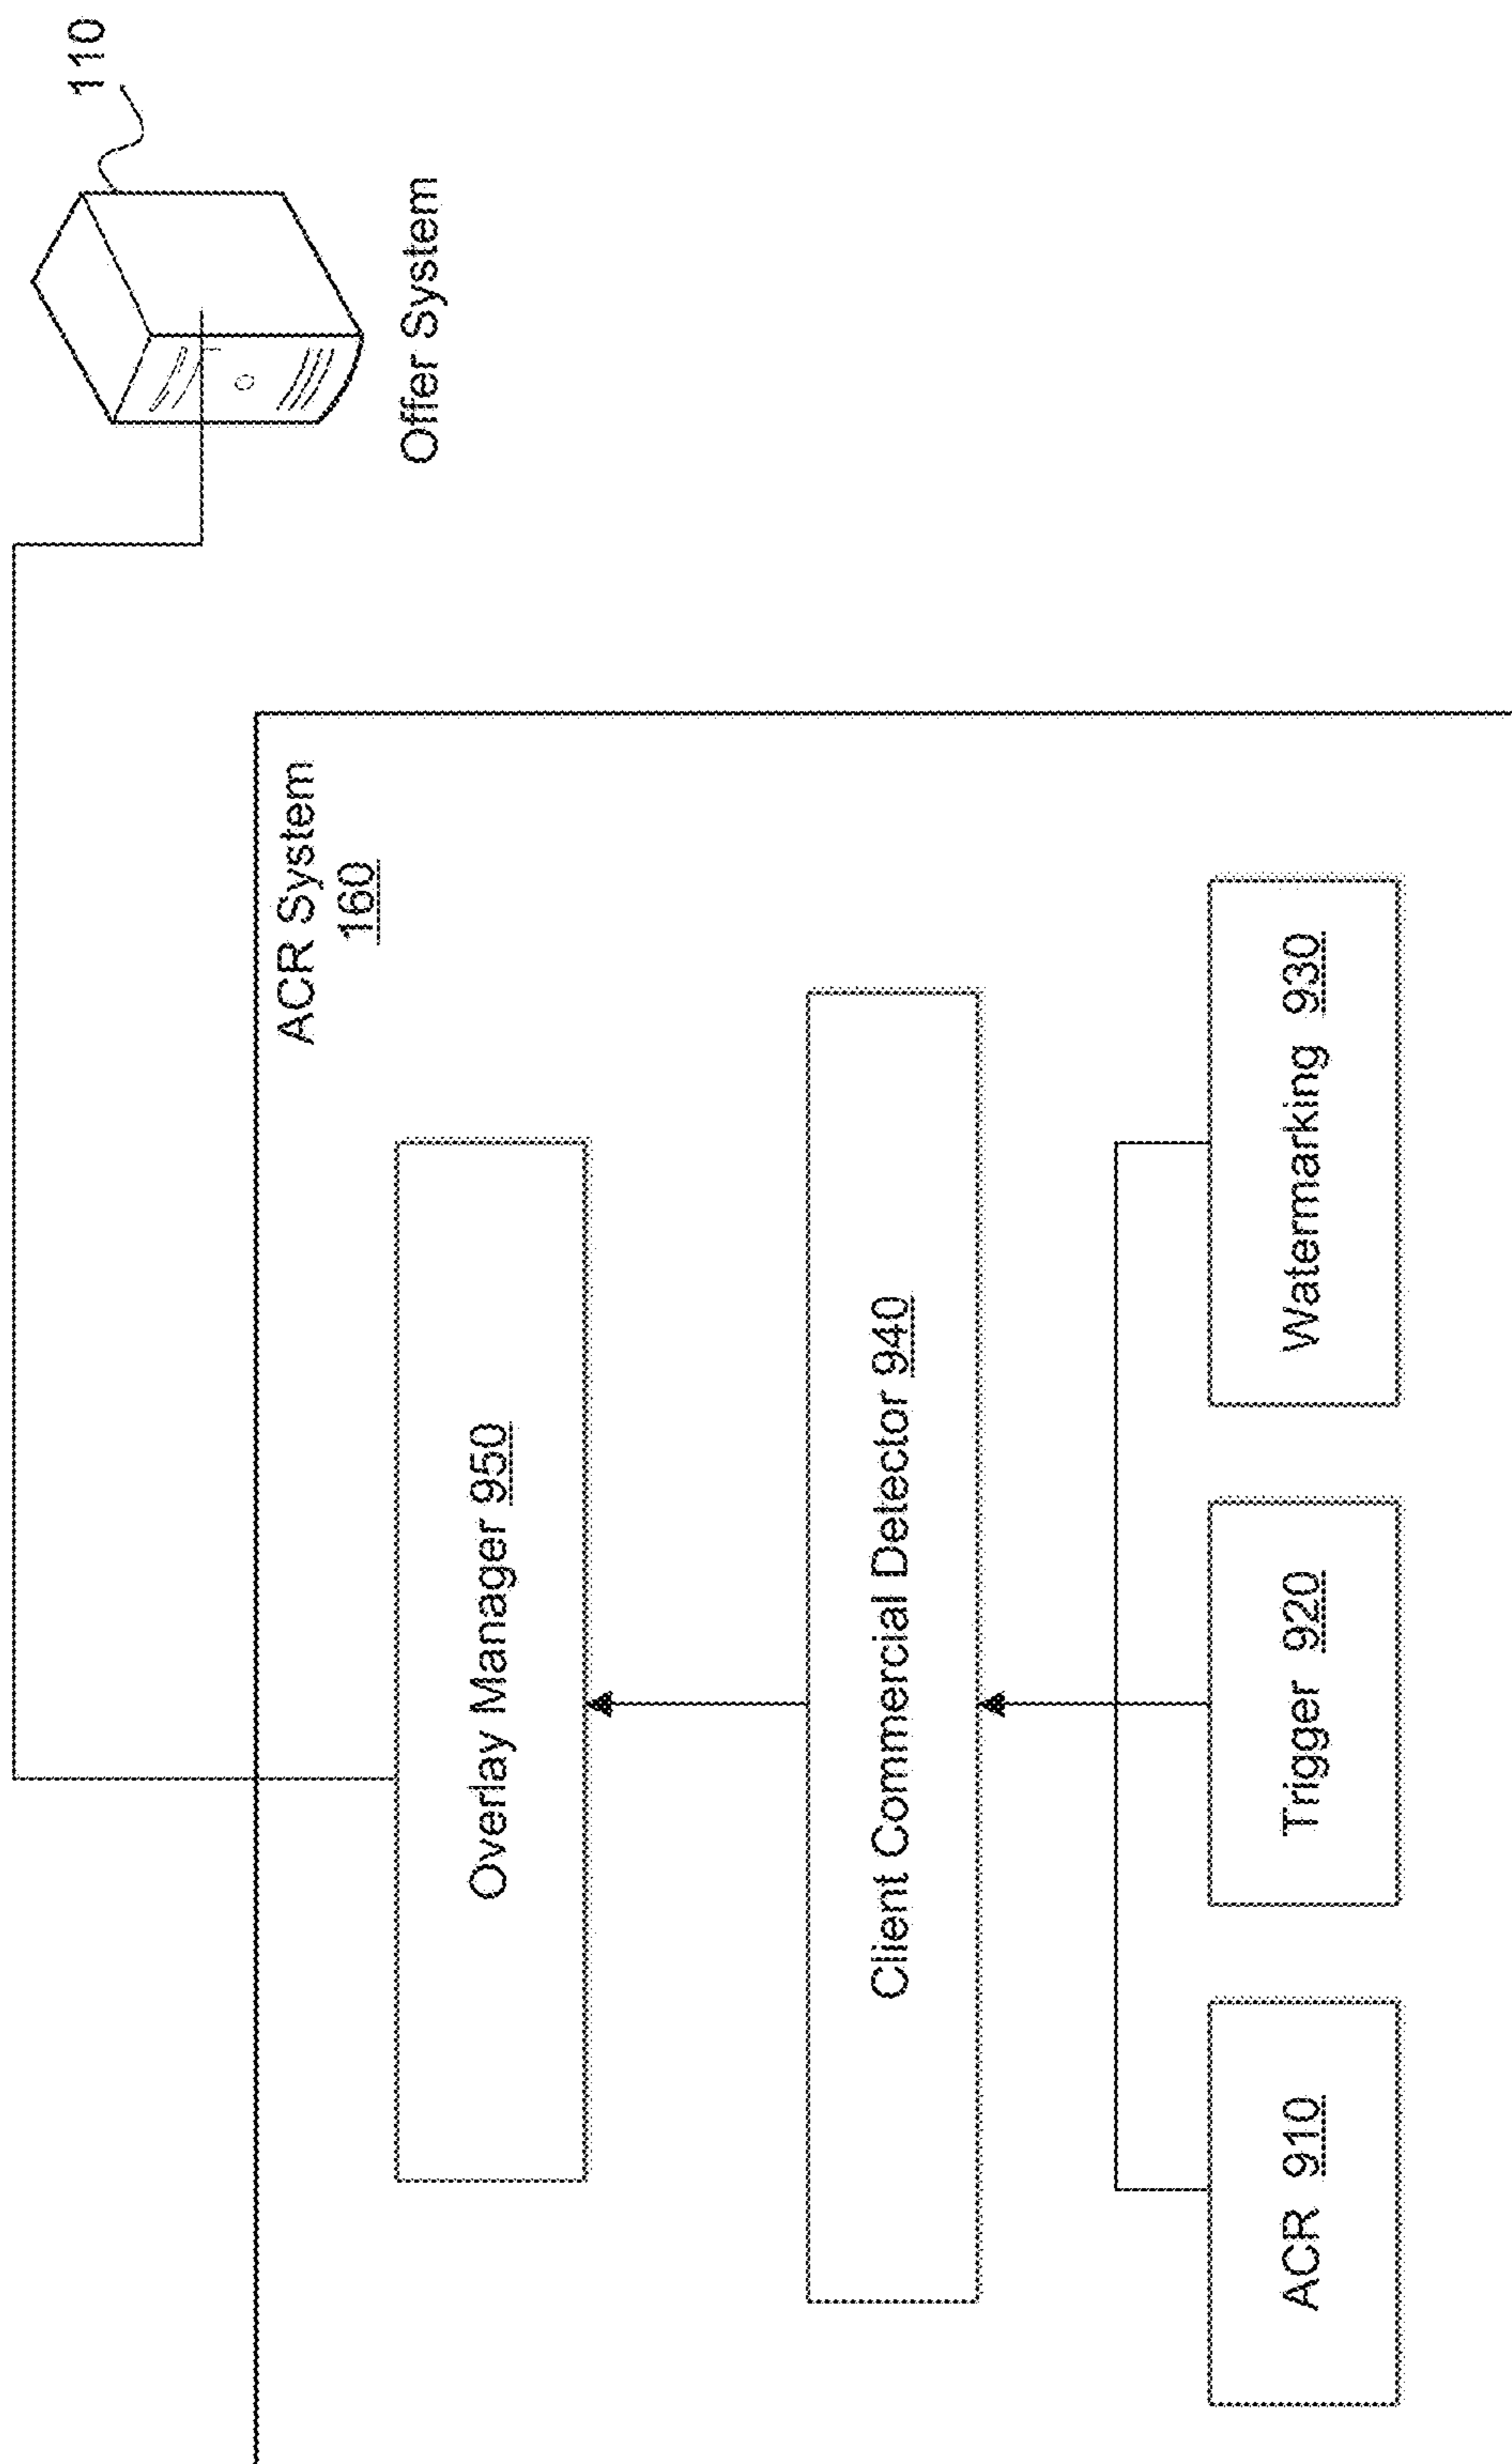 110
Offer System
ACR System
160
Overlay Manager 950
Client Commercial Detector 940
ACR 910
Trigger 920
Watermarking 930